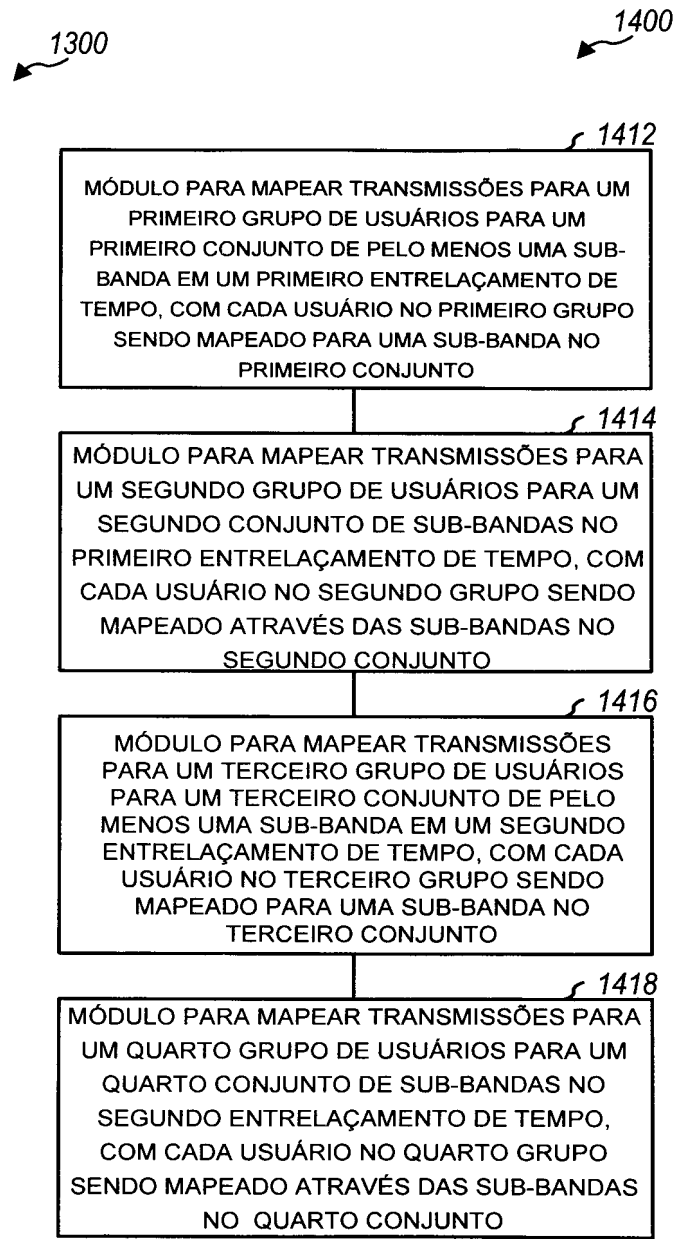 1300
1400
1412
MÓDULO PARA MAPEAR TRANSMISSÕES PARA UM
PRIMEIRO GRUPO DE USUÁRIOS PARA UM
PRIMEIRO CONJUNTO DE PELO MENOS UMA SUB-
BANDA EM UM PRIMEIRO ENTRELAÇAMENTO DE
TEMPO, COM CADA USUÁRIO NO PRIMEIRO GRUPO
SENDO MAPEADO PARA UMA SUB-BANDA NO
PRIMEIRO CONJUNTO
1414
MÓDULO PARA MAPEAR TRANSMISSÕES PARA
UM SEGUNDO GRUPO DE USUÁRIOS PARA UM
SEGUNDO CONJUNTO DE SUB-BANDAS NO
PRIMEIRO ENTRELAÇAMENTO DE TEMPO, COM
CADA USUÁRIO NO SEGUNDO GRUPO SENDO
MAPEADO ATRAVÉS DAS SUB-BANDAS NO
SEGUNDO CONJUNTO
1416
MÓDULO PARA MAPEAR TRANSMISSÕES
PARA UM TERCEIRO GRUPO DE USUÁRIOS
PARA UM TERCEIRO CONJUNTO DE PELO
MENOS UMA SUB-BANDA EM UM SEGUNDO
ENTRELAÇAMENTO DE TEMPO, COM CADA
USUÁRIO NO TERCEIRO GRUPO SENDO
MAPEADO PARA UMA SUB-BANDA NO
TERCEIRO CONJUNTO
1418
MÓDULO PARA MAPEAR TRANSMISSÕES PARA
UM QUARTO GRUPO DE USUÁRIOS PARA UM
QUARTO CONJUNTO DE SUB-BANDAS NO
SEGUNDO ENTRELAÇAMENTO DE TEMPO,
COM CADA USUÁRIO NO QUARTO GRUPO
SENDO MAPEADO ATRAVÉS DAS SUB-BANDAS
NO QUARTO CONJUNTO